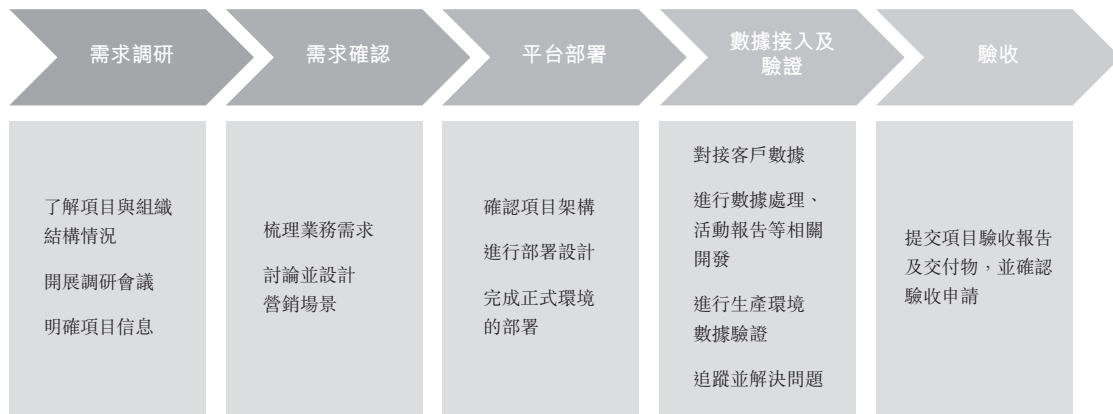 需求調研
需求確認
平台部署
數據接入及
驗證
驗收
了解項目與組織
結構情況
開展調研會議
明確項目信息
梳理業務需求
討論並設計
營銷場景
確認項目架構
進行部署設計
完成正式環境
的部署
對接客戶數據
進行數據處理、
活動報告等相關
開發
進行生產環境
數據驗證
追蹤並解決問題
提交項目驗收報告
及交付物，並確認
驗收申請